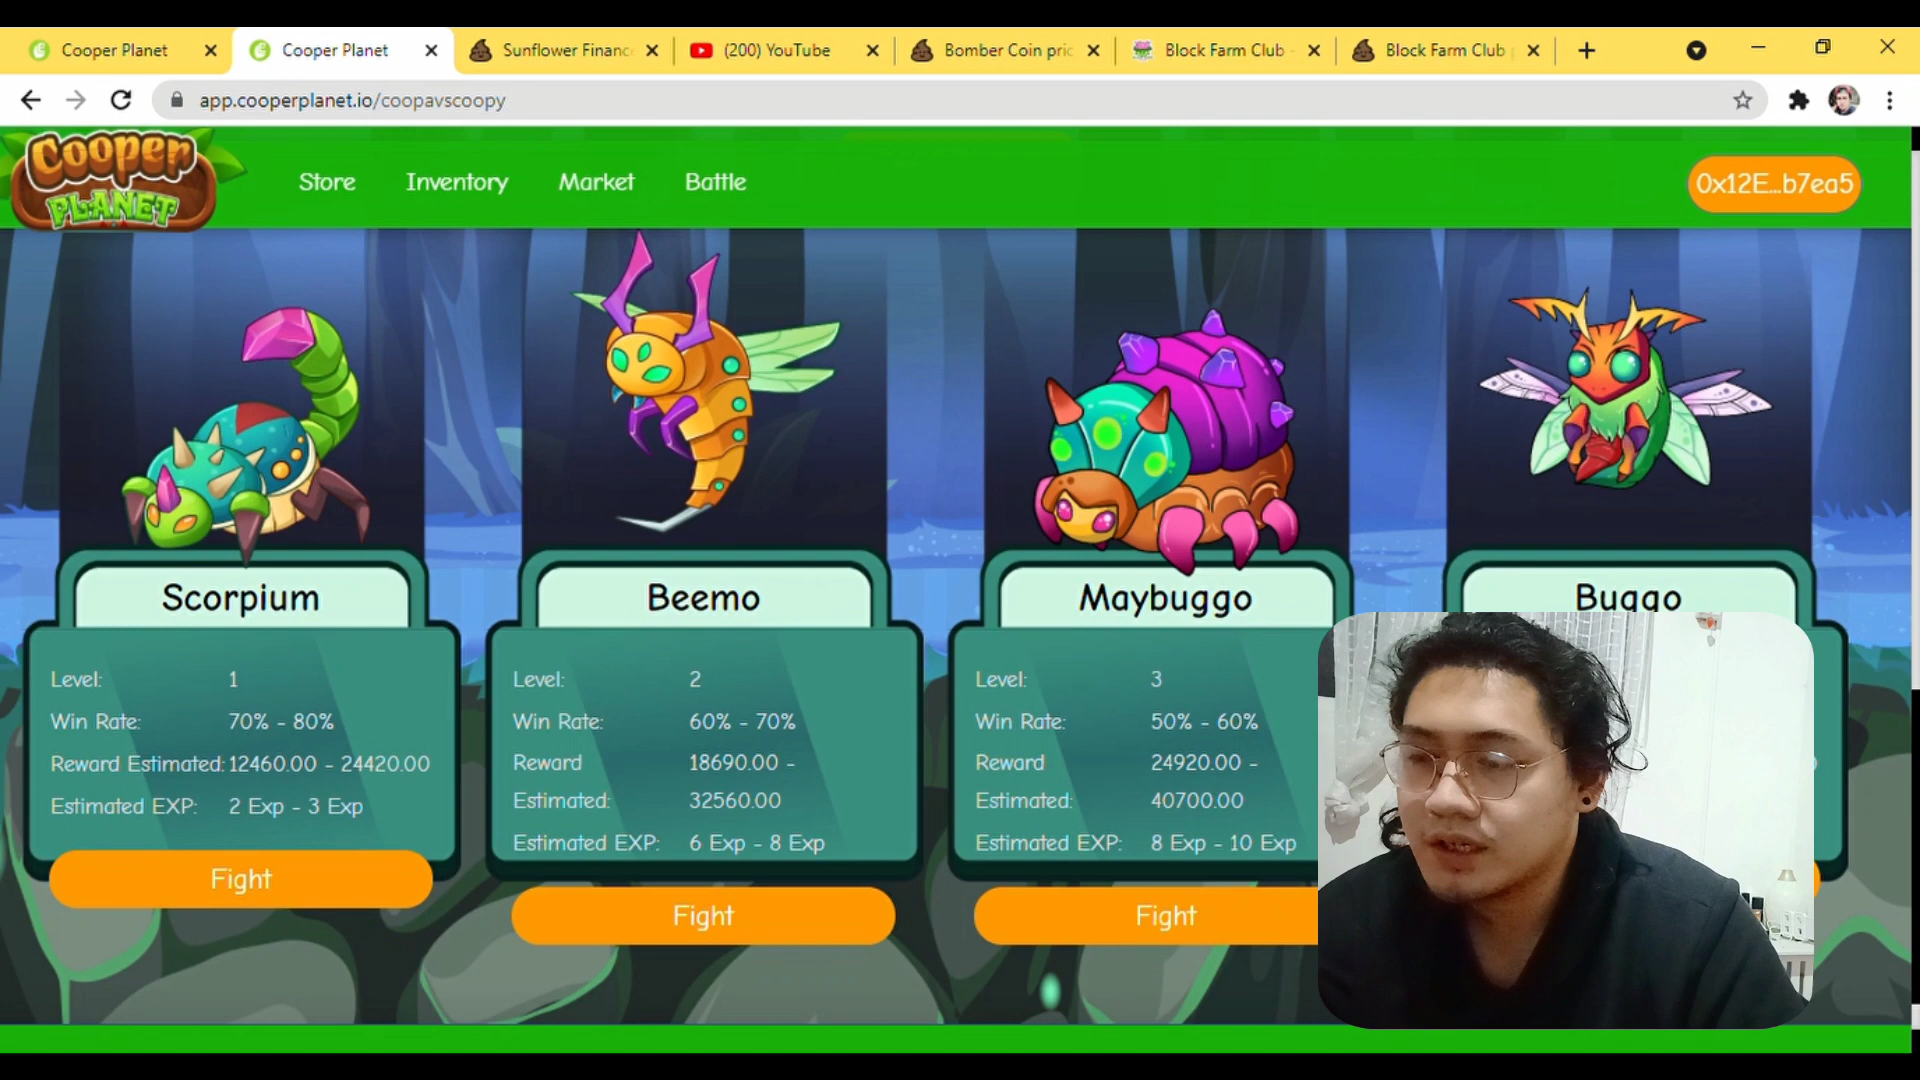 Cooper Planet
Cooper Planet
Sunflower Financ
(200) YouTube
Bomber Coin pric
Block Farm Club -
Block Farm Club p
app.cooperplanet.io/coopavscoopy
Cooper
PLANET
Store
Inventory
Market
Battle
0x12E...b7ea5
Scorpium
Level: 1
Win Rate: 70% - 80%
Reward Estimated: 12460.00 - 24420.00
Estimated EXP: 2 Exp - 3 Exp
Fight
Beemo
Level: 2
Win Rate: 60% - 70%
Reward 18690.00 -
Estimated: 32560.00
Estimated EXP: 6 Exp - 8 Exp
Fight
Maybuggo
Level: 3
Win Rate: 50% - 60%
Reward 24920.00 -
Estimated: 40700.00
Estimated EXP: 8 Exp - 10 Exp
Fight
Buggo